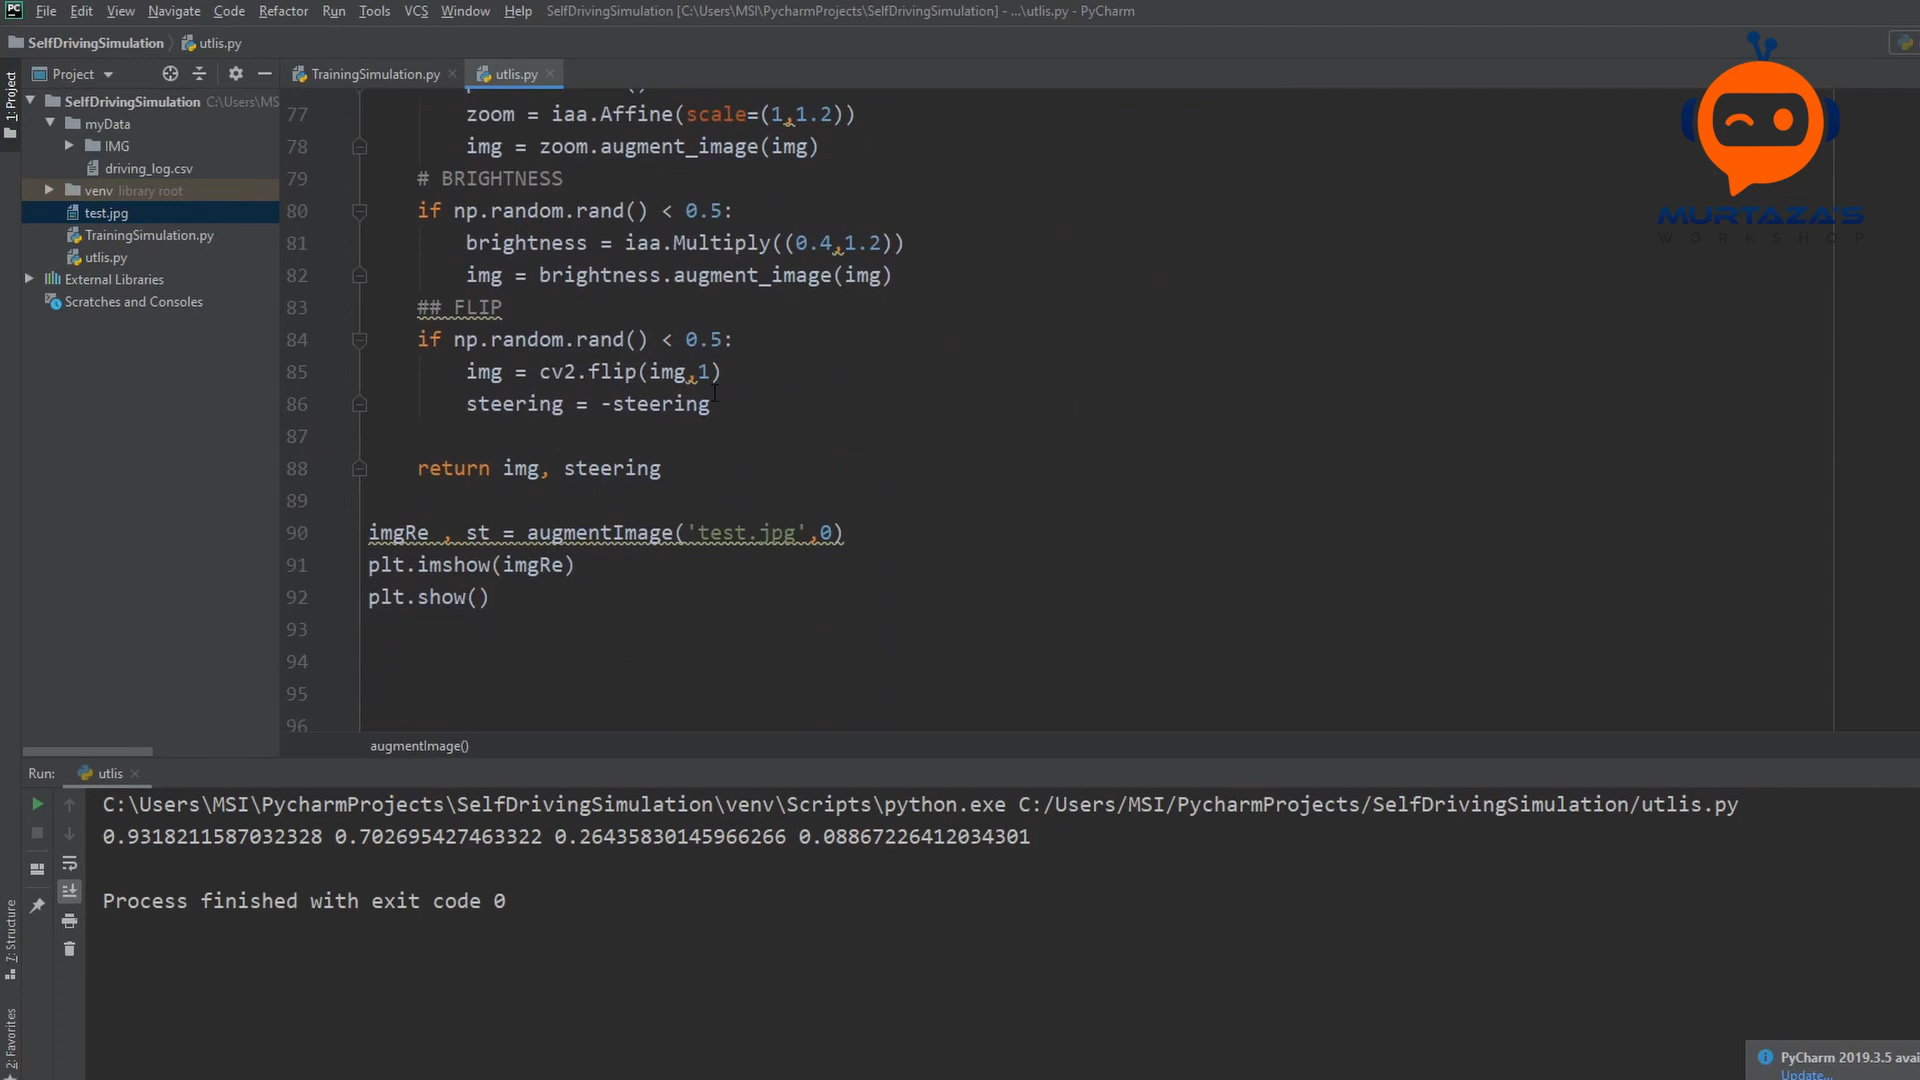 PC File Edit View Navigate Code Refactor Run Tools VCS Window Help SelfDrivingSimulation [C:\Users\MSI\PycharmProjects\SelfDrivingSimulation] - ...\utlis.py - PyCharm
SelfDrivingSimulation utlis.py
Project TrainingSimulation.py utlis.py
1: Project
SelfDrivingSimulation C:\Users\MS
myData
IMG
driving_log.csv
venv library root
test.jpg
TrainingSimulation.py
utlis.py
External Libraries
Scratches and Consoles
77 zoom = iaa.Affine(scale=(1,1.2))
78 img = zoom.augment_image(img)
79 # BRIGHTNESS
80 if np.random.rand() < 0.5:
81 brightness = iaa.Multiply((0.4,1.2))
82 img = brightness.augment_image(img)
83 ## FLIP
84 if np.random.rand() < 0.5:
85 img = cv2.flip(img,1)
86 steering = -steering
87
88 return img, steering
89
90 imgRe , st = augmentImage('test.jpg',0)
91 plt.imshow(imgRe)
92 plt.show()
93
94
95
96
augmentImage()
MURTAZA'S
WORKSHOP
Run: utlis
C:\Users\MSI\PycharmProjects\SelfDrivingSimulation\venv\Scripts\python.exe C:/Users/MSI/PycharmProjects/SelfDrivingSimulation/utlis.py
0.9318211587032328 0.702695427463322 0.26435830145966266 0.08867226412034301
Process finished with exit code 0
7: Structure
2: Favorites
PyCharm 2019.3.5 avai
Update...